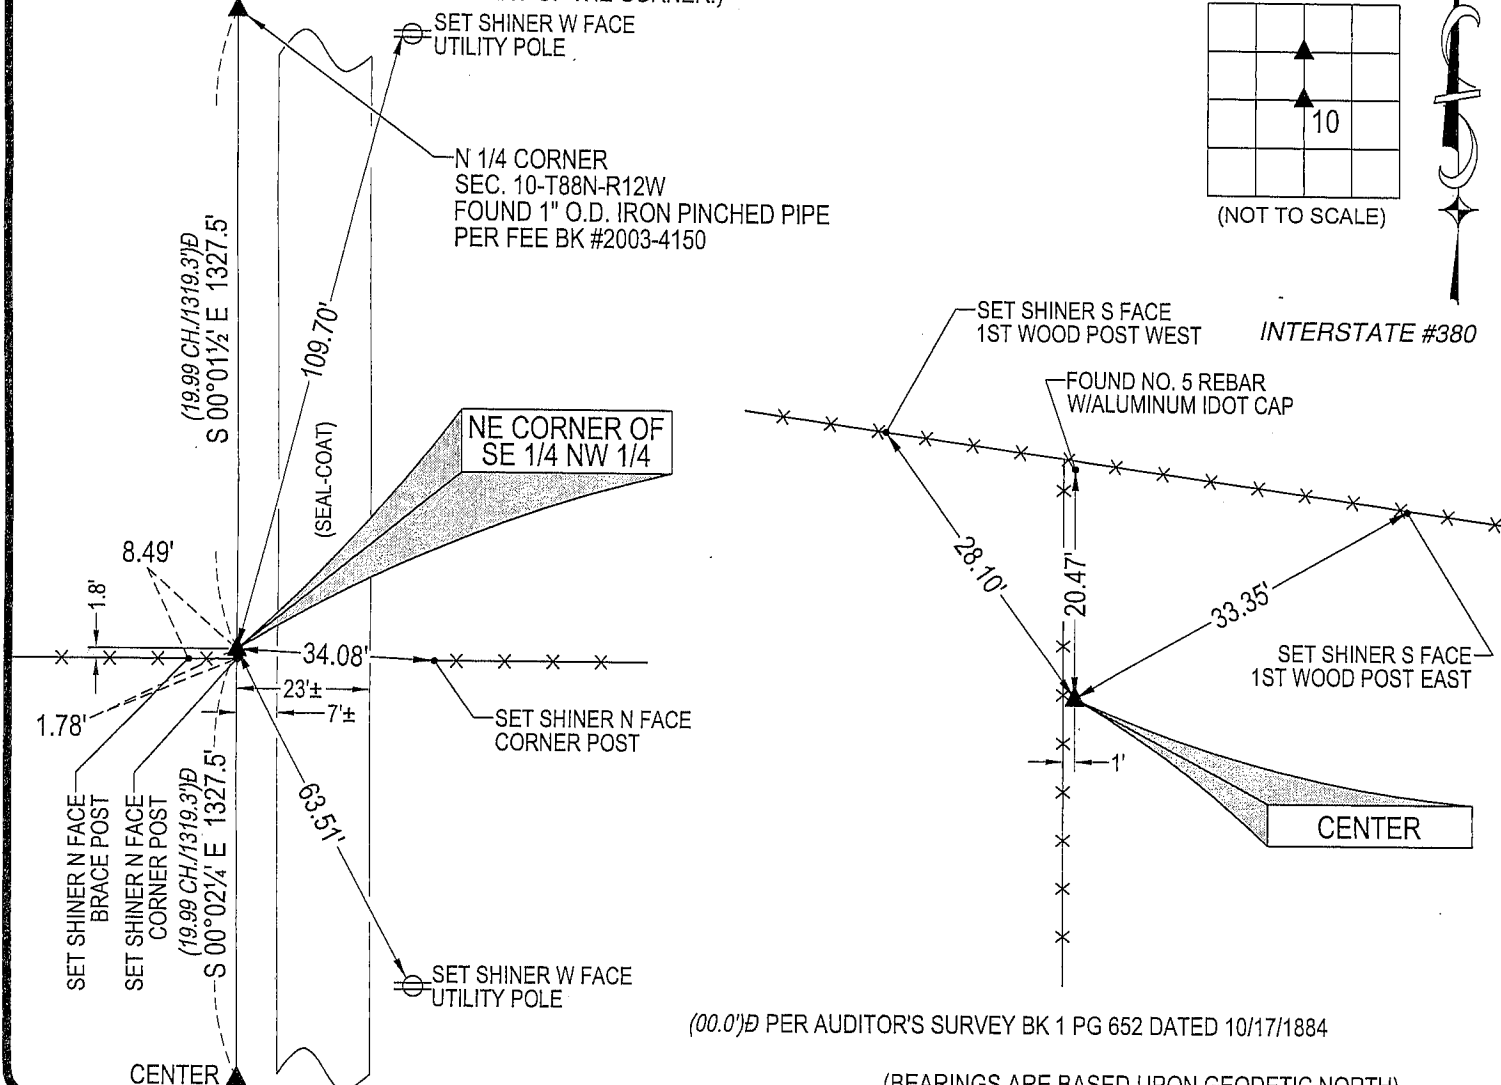 SET SHINER W FACE
UTILITY POLE
10
(NOT TO SCALE)
N 1/4 CORNER
SEC. 10-T88N-R12W
FOUND 1" O.D. IRON PINCHED PIPE
PER FEE BK #2003-4150
(19.99 CH./1319.3')Đ
S 00°01½' E 1327.5'
109.70'
(SEAL-COAT)
NE CORNER OF
SE 1/4 NW 1/4
8.49'
1.8'
34.08'
23'±
7'±
1.78'
SET SHINER N FACE
CORNER POST
SET SHINER N FACE
BRACE POST
SET SHINER N FACE
CORNER POST
(19.99 CH./1319.3')Đ
S 00°02¼' E 1327.5'
63.51'
SET SHINER W FACE
UTILITY POLE
CENTER
SET SHINER S FACE
1ST WOOD POST WEST
INTERSTATE #380
FOUND NO. 5 REBAR
W/ALUMINUM IDOT CAP
28.10'
20.47'
33.35'
SET SHINER S FACE
1ST WOOD POST EAST
1'
CENTER
(00.0')Đ PER AUDITOR'S SURVEY BK 1 PG 652 DATED 10/17/1884
(BEARINGS ARE BASED UPON GEODETIC NORTH)